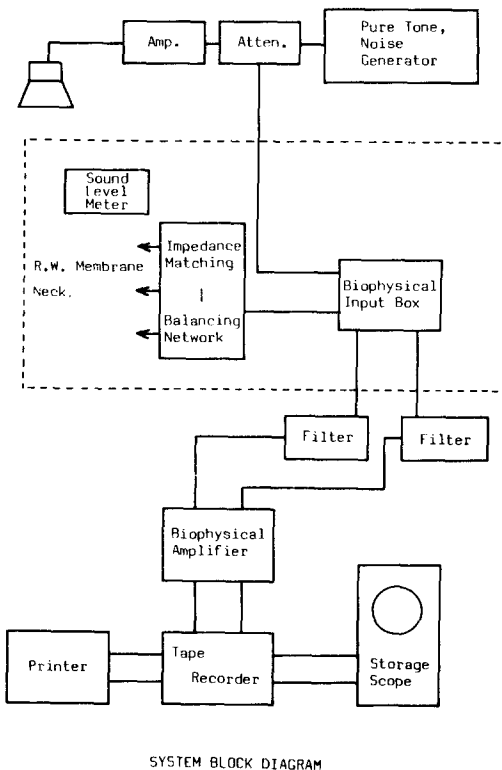 Amp.
Atten.
Pure Tone,
Noise
Generator
Sound
Level
Meter
R.W. Membrane
Neck.
Impedance
Matching
Balancing
Network
Biophysical
Input Box
Filter
Filter
Biophysical
Amplifier
Printer
Tape
Recorder
Storage
Scope
SYSTEM BLOCK DIAGRAM